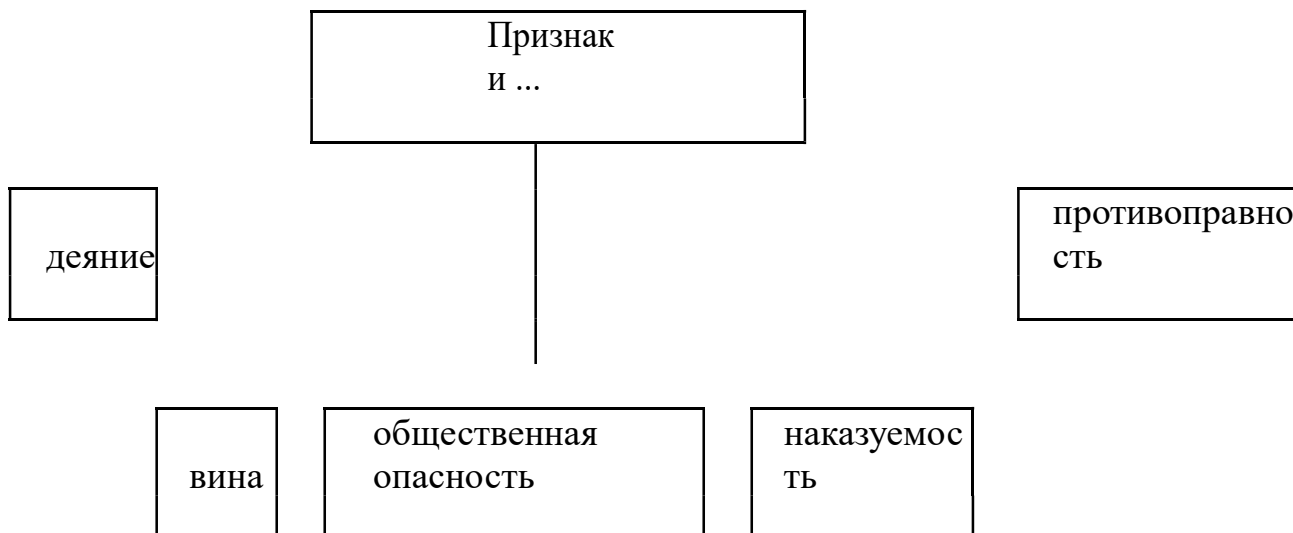 Признак
и ...
деяние
противоправно
сть
вина
общественная
опасность
наказуемос
ть